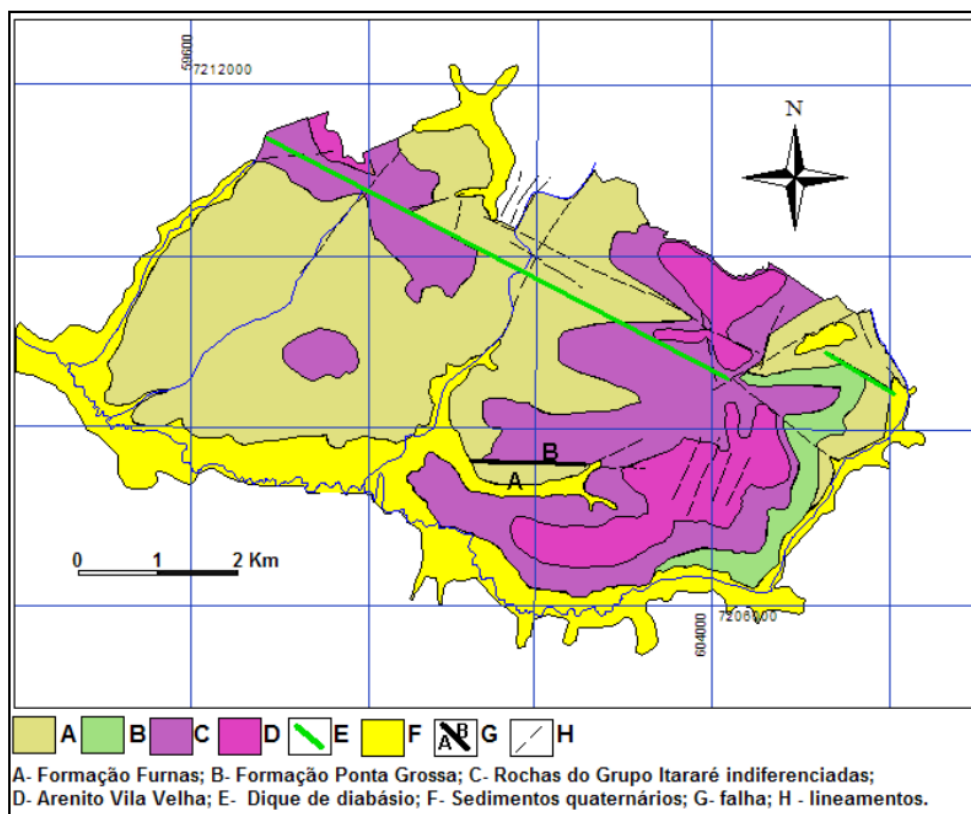 59600
7212000
N
B
A
0 1 2 Km
604000
7206000
A B C D E F A B G H
A- Formação Furnas; B- Formação Ponta Grossa; C- Rochas do Grupo Itararé indiferenciadas;
D- Arenito Vila Velha; E- Dique de diabásio; F- Sedimentos quaternários; G- falha; H - lineamentos.